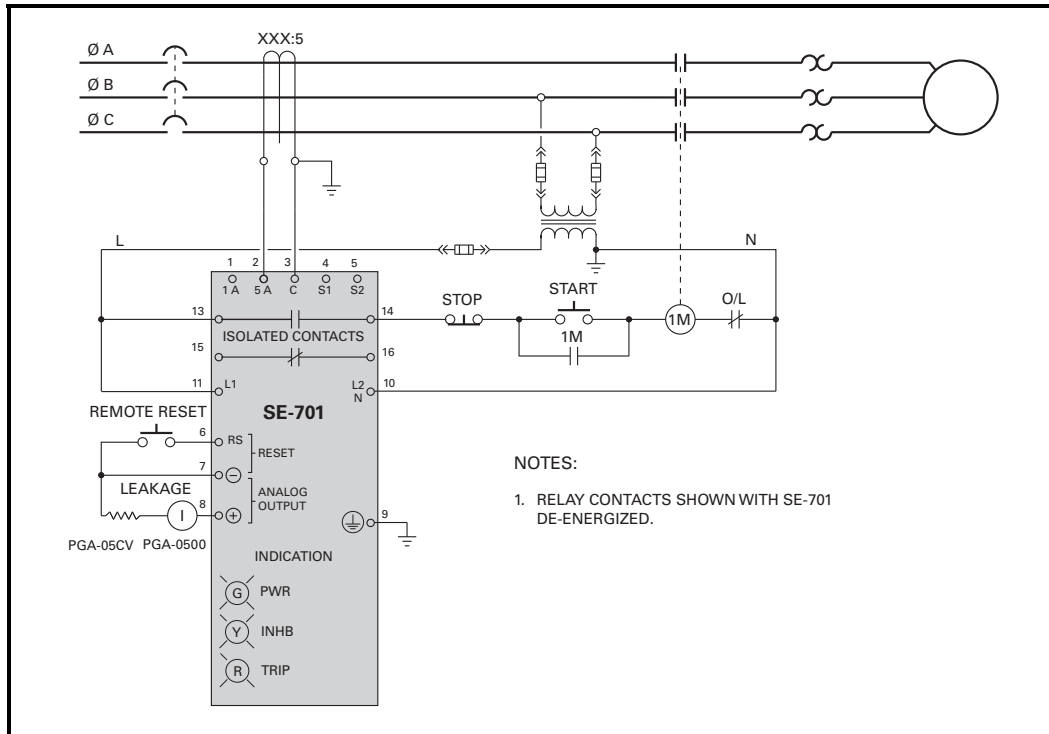 XXX:5
Ø A
Ø B
Ø C
L
N
1 2 3 4 5
1 A 5 A C S1 S2
STOP
START
O/L
13
14
1M
1M
ISOLATED CONTACTS
15
16
11
L1
L2
N
10
SE-701
REMOTE RESET
6
RS
RESET
7
−
LEAKAGE
ANALOG
OUTPUT
I
8
+
9
PGA-05CV PGA-0500
INDICATION
G PWR
Y INHB
R TRIP
NOTES:
1. RELAY CONTACTS SHOWN WITH SE-701
DE-ENERGIZED.